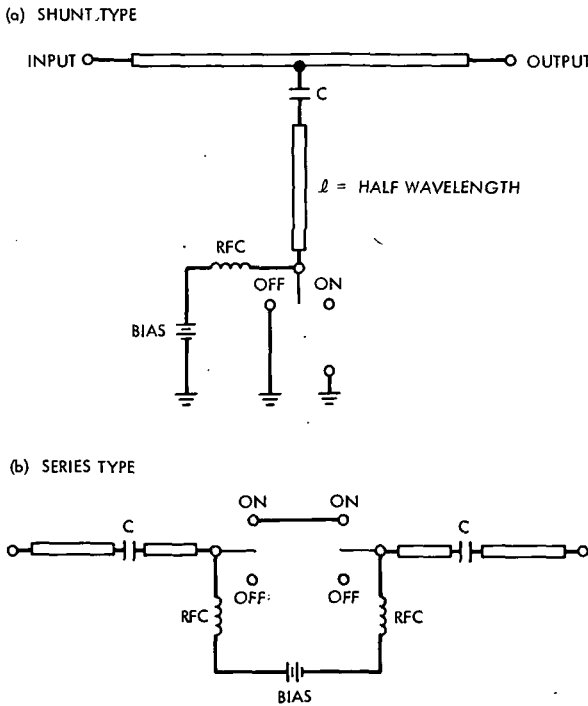 (a) SHUNT TYPE
INPUT
OUTPUT
C
ℓ = HALF WAVELENGTH
RFC
OFF
ON
BIAS
(b) SERIES TYPE
ON
ON
C
C
OFF
OFF
RFC
RFC
BIAS